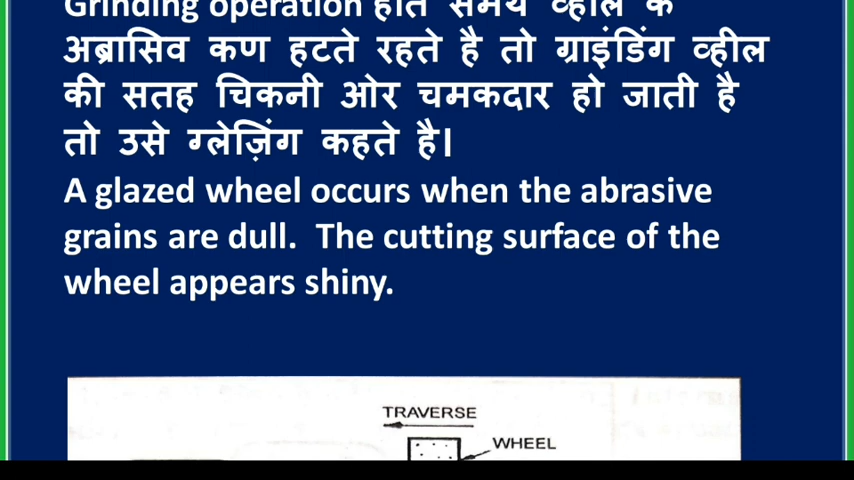 Grinding operation होते समय व्हील के
अब्रासिव कण हटते रहते है तो ग्राइंडिंग व्हील
की सतह चिकनी ओर चमकदार हो जाती है
तो उसे ग्लेज़िंग कहते है।
A glazed wheel occurs when the abrasive
grains are dull. The cutting surface of the
wheel appears shiny.
TRAVERSE
WHEEL